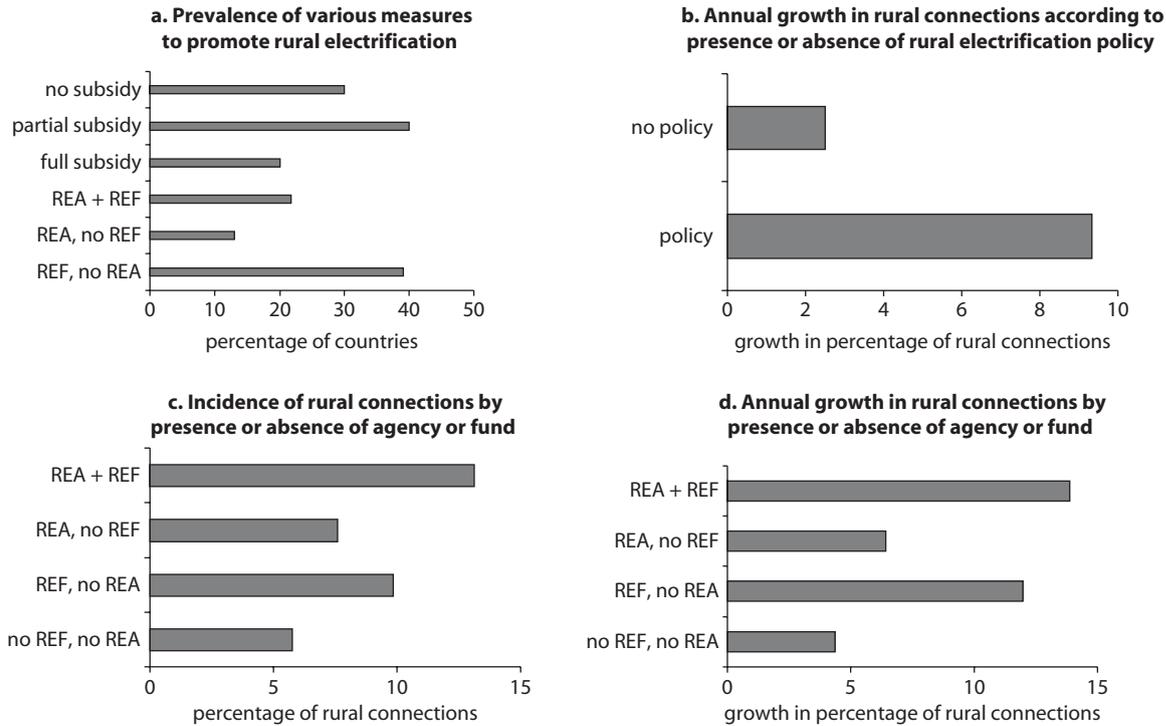 a. Prevalence of various measures
to promote rural electrification
no subsidy
partial subsidy
full subsidy
REA + REF
REA, no REF
REF, no REA
0 10 20 30 40 50
percentage of countries
b. Annual growth in rural connections according to
presence or absence of rural electrification policy
no policy
policy
0 2 4 6 8 10
growth in percentage of rural connections
c. Incidence of rural connections by
presence or absence of agency or fund
REA + REF
REA, no REF
REF, no REA
no REF, no REA
0 5 10 15
percentage of rural connections
d. Annual growth in rural connections by
presence or absence of agency or fund
REA + REF
REA, no REF
REF, no REA
no REF, no REA
0 5 10 15
growth in percentage of rural connections